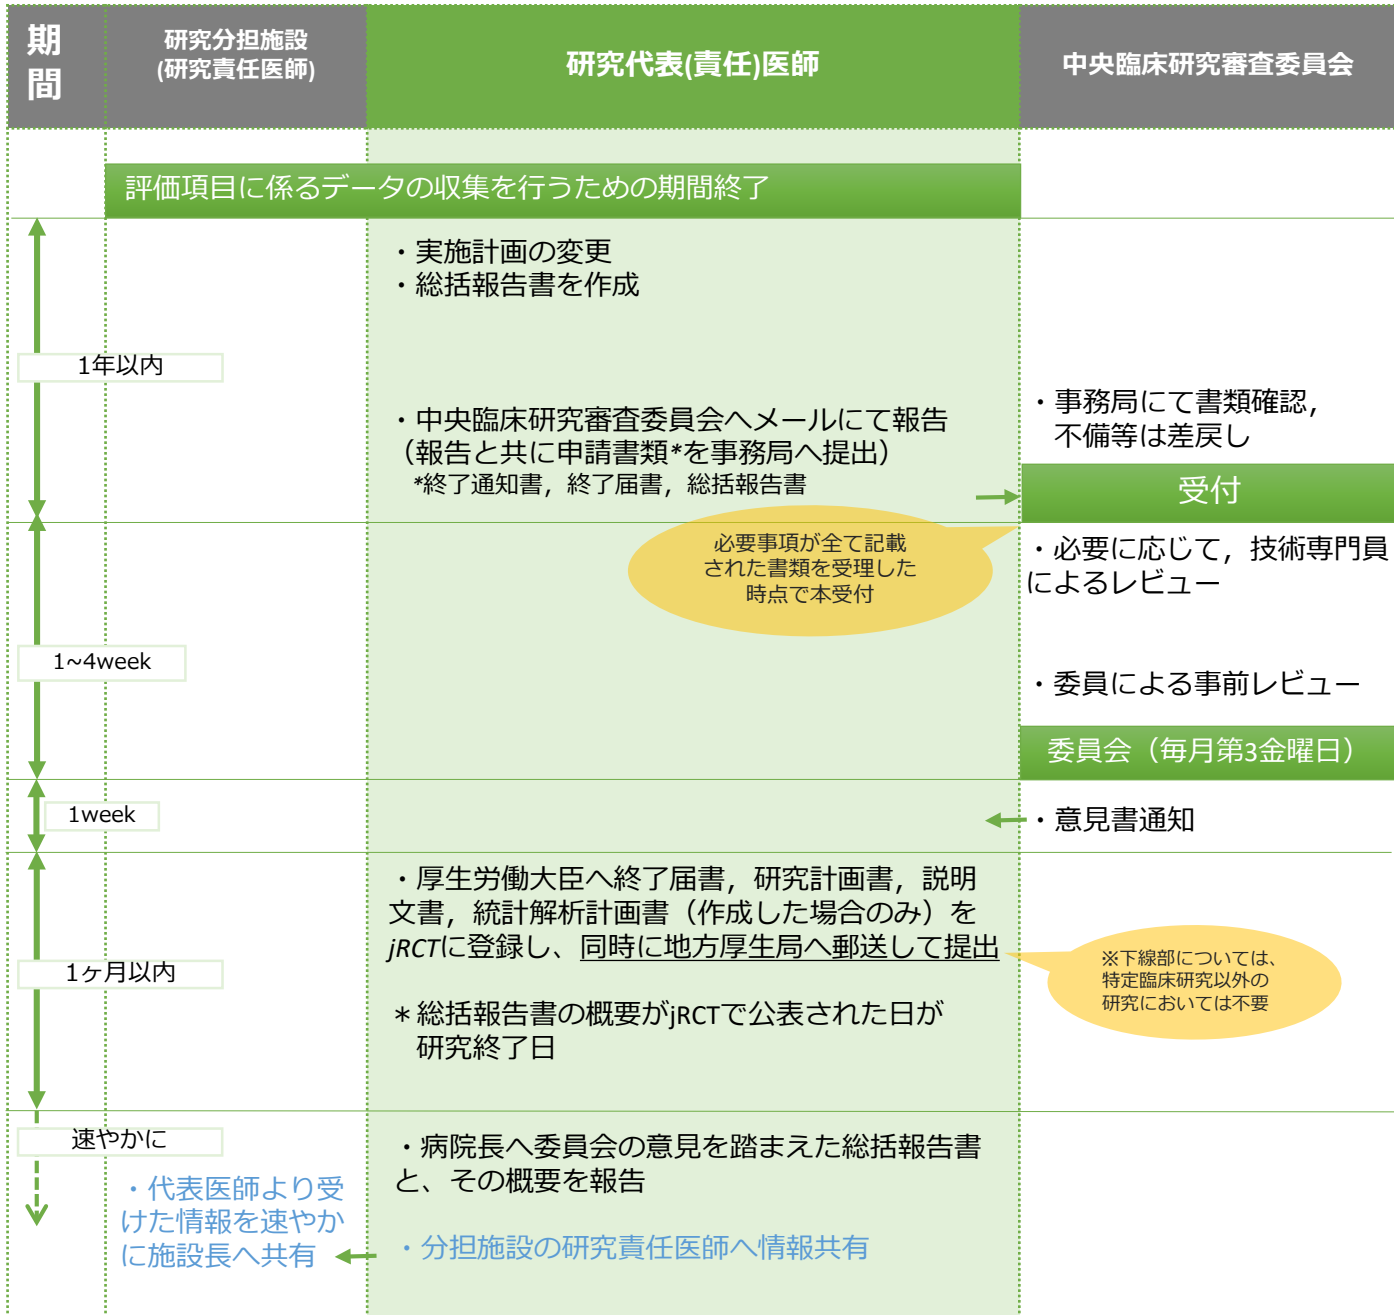 期
間
研究分担施設
(研究責任医師)
研究代表(責任)医師
中央臨床研究審査委員会
評価項目に係るデータの収集を行うための期間終了
・実施計画の変更
・総括報告書を作成
1年以内
・中央臨床研究審査委員会へメールにて報告
（報告と共に申請書類*を事務局へ提出）
*終了通知書，終了届書，総括報告書
・事務局にて書類確認，
不備等は差戻し
受付
必要事項が全て記載
された書類を受理した
時点で本受付
・必要に応じて，技術専門員
によるレビュー
1~4week
・委員による事前レビュー
委員会（毎月第3金曜日）
1week
・意見書通知
・厚生労働大臣へ終了届書，研究計画書，説明
文書，統計解析計画書（作成した場合のみ）を
jRCTに登録し、同時に地方厚生局へ郵送して提出
1ヶ月以内
※下線部については、
特定臨床研究以外の
研究においては不要
＊総括報告書の概要がjRCTで公表された日が
研究終了日
速やかに
・病院長へ委員会の意見を踏まえた総括報告書
と、その概要を報告
・代表医師より受
けた情報を速やか
に施設長へ共有
・分担施設の研究責任医師へ情報共有